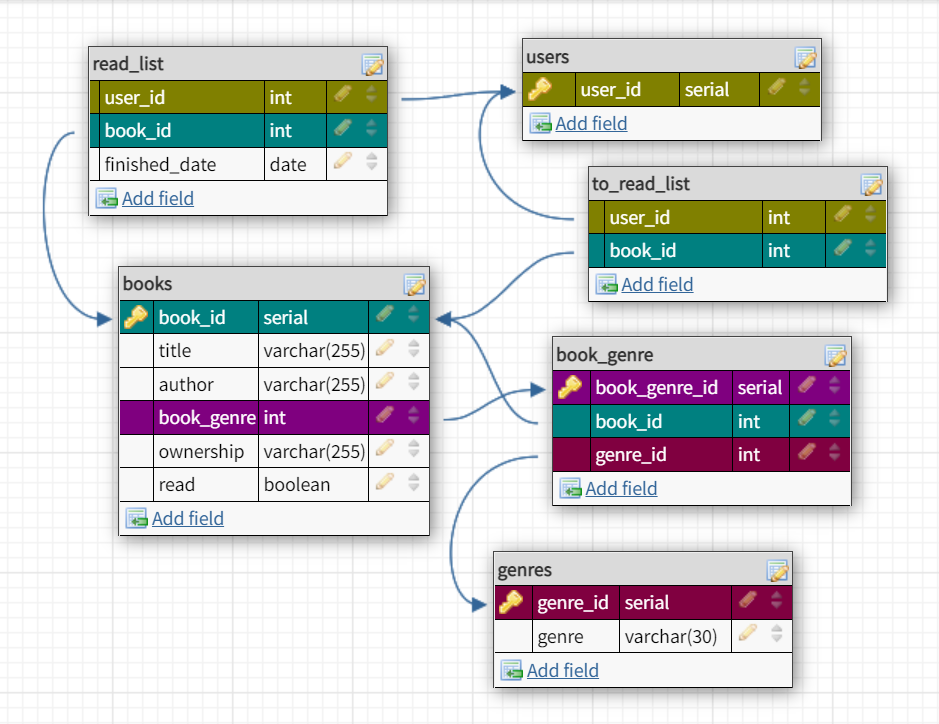 read_list
user_id int
book_id int
finished_date date
Add field
users
user_id serial
Add field
to_read_list
user_id int
book_id int
Add field
books
book_id serial
title varchar(255)
author varchar(255)
book_genre int
ownership varchar(255)
read boolean
Add field
book_genre
book_genre_id serial
book_id int
genre_id int
Add field
genres
genre_id serial
genre varchar(30)
Add field